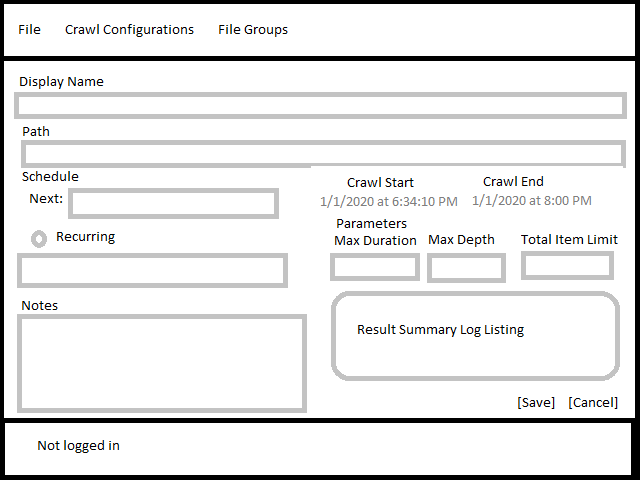 File Crawl Configurations File Groups
Display Name
Path
Schedule
Next:
Crawl Start Crawl End
1/1/2020 at 6:34:10 PM 1/1/2020 at 8:00 PM
Recurring
Parameters
Max Duration Max Depth Total Item Limit
Notes
Result Summary Log Listing
[Save] [Cancel]
Not logged in